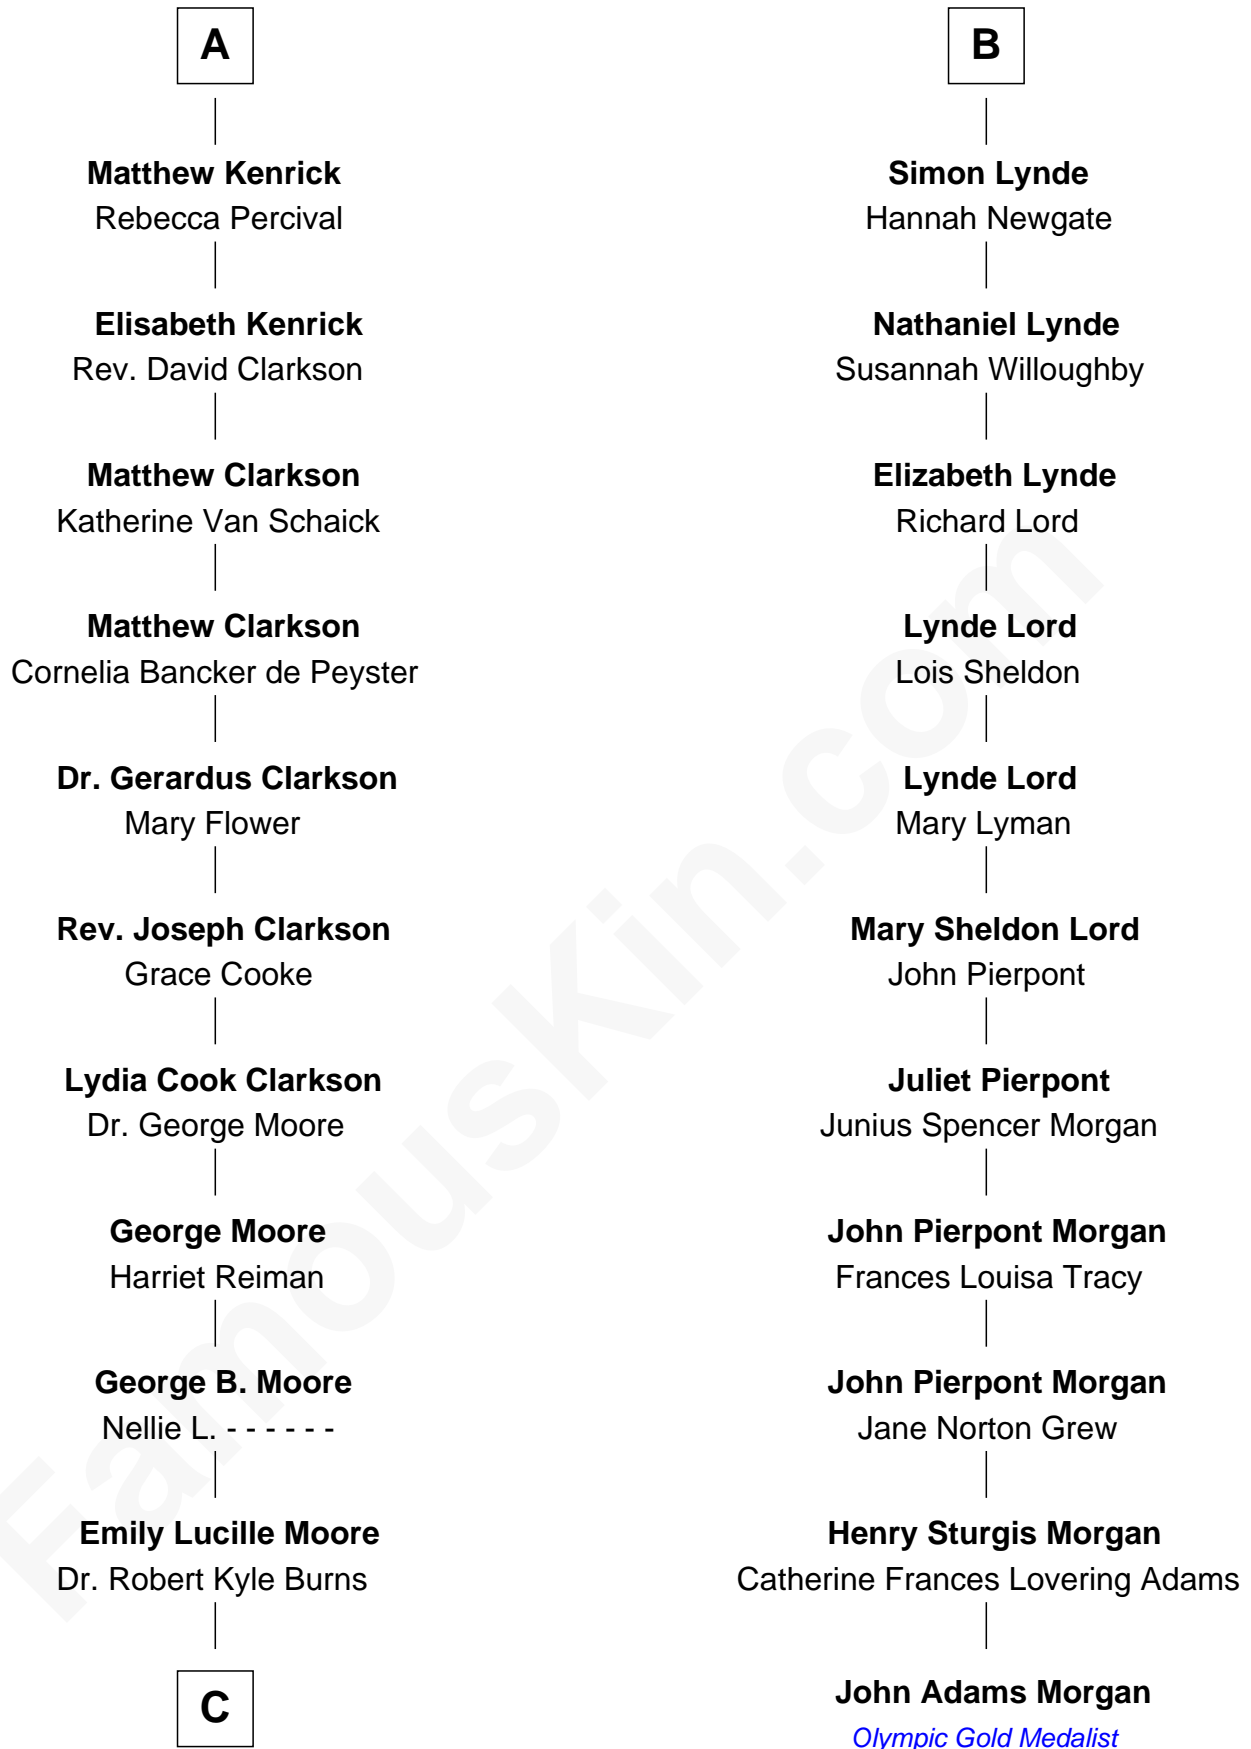 A
Matthew Kenrick
Rebecca Percival
Elisabeth Kenrick
Rev. David Clarkson
Matthew Clarkson
Katherine Van Schaick
Matthew Clarkson
Cornelia Bancker de Peyster
Dr. Gerardus Clarkson
Mary Flower
Rev. Joseph Clarkson
Grace Cooke
Lydia Cook Clarkson
Dr. George Moore
George Moore
Harriet Reiman
George B. Moore
Nellie L. - - - - - -
Emily Lucille Moore
Dr. Robert Kyle Burns
C
B
Simon Lynde
Hannah Newgate
Nathaniel Lynde
Susannah Willoughby
Elizabeth Lynde
Richard Lord
Lynde Lord
Lois Sheldon
Lynde Lord
Mary Lyman
Mary Sheldon Lord
John Pierpont
Juliet Pierpont
Junius Spencer Morgan
John Pierpont Morgan
Frances Louisa Tracy
John Pierpont Morgan
Jane Norton Grew
Henry Sturgis Morgan
Catherine Frances Lovering Adams
John Adams Morgan
Olympic Gold Medalist
FamousKin.com